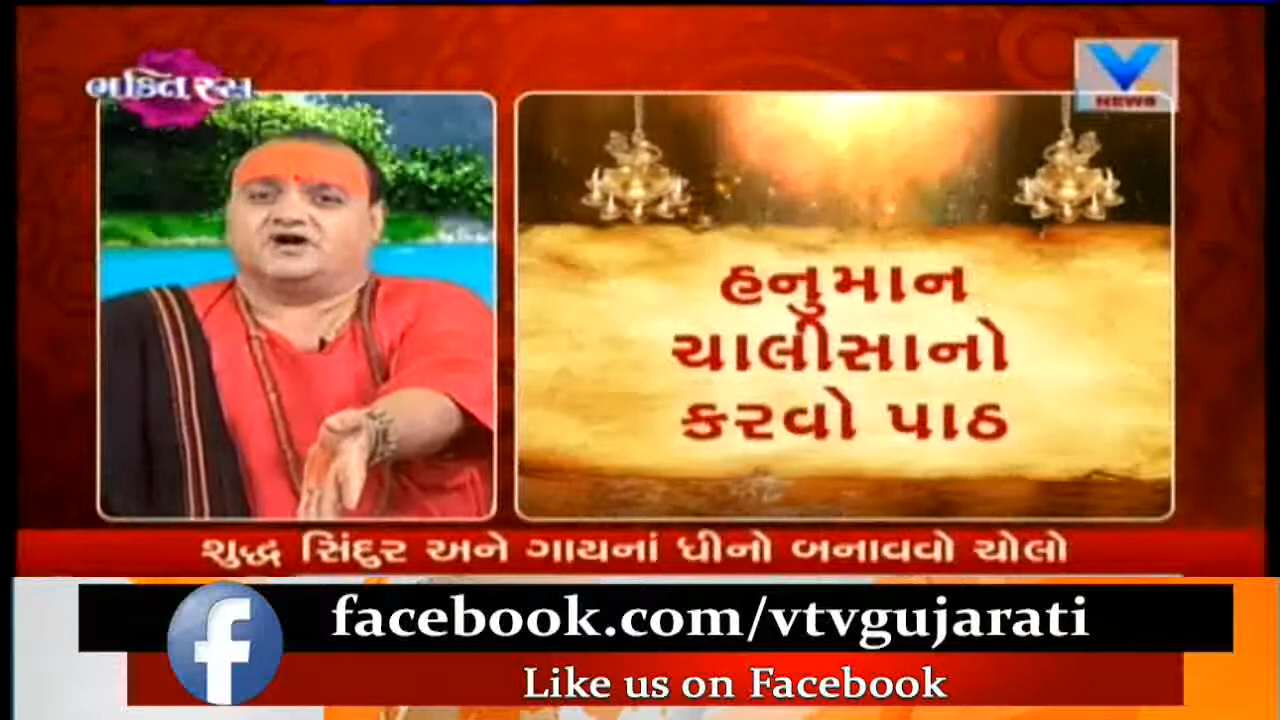 ભક્તિ રસ
NEWS
હનુમાન
ચાલીસાનો
કરવો પાઠ
શુદ્ધ સિંદુર અને ગાયનાં ઘીનો બનાવવો ચોલો
facebook.com/vtvgujarati
Like us on Facebook